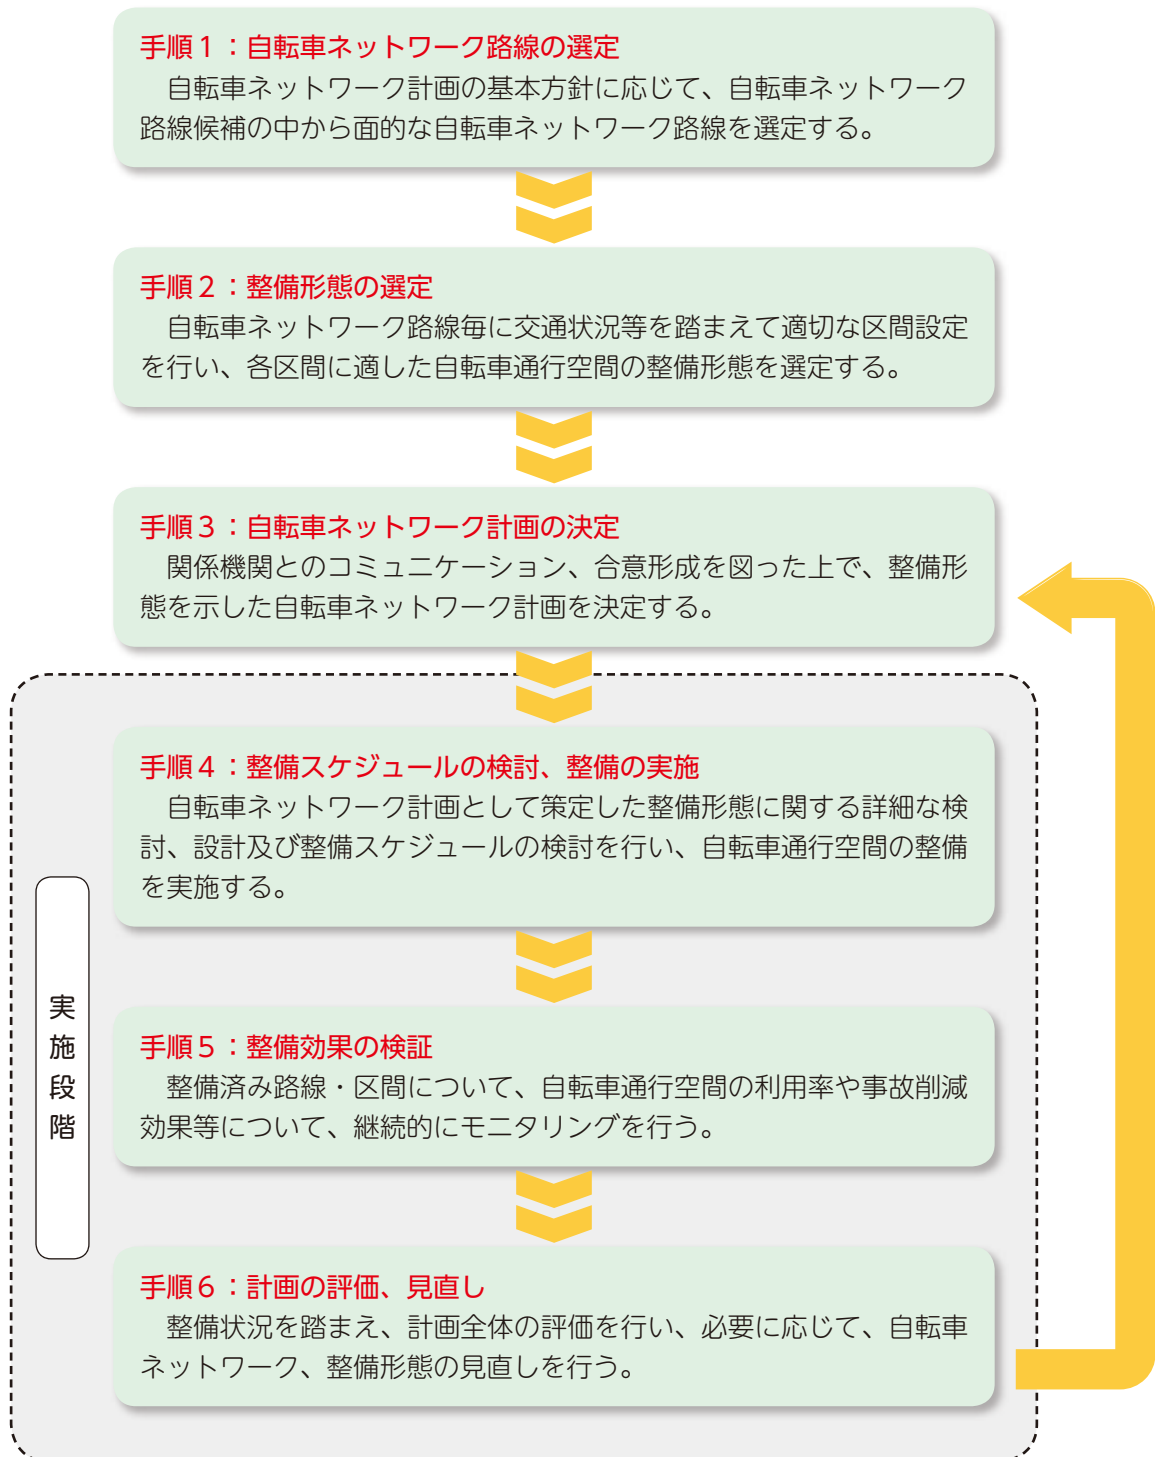 手順1：自転車ネットワーク路線の選定
自転車ネットワーク計画の基本方針に応じて、自転車ネットワーク
路線候補の中から面的な自転車ネットワーク路線を選定する。
手順2：整備形態の選定
自転車ネットワーク路線毎に交通状況等を踏まえて適切な区間設定
を行い、各区間に適した自転車通行空間の整備形態を選定する。
手順3：自転車ネットワーク計画の決定
関係機関とのコミュニケーション、合意形成を図った上で、整備形
態を示した自転車ネットワーク計画を決定する。
手順4：整備スケジュールの検討、整備の実施
自転車ネットワーク計画として策定した整備形態に関する詳細な検
討、設計及び整備スケジュールの検討を行い、自転車通行空間の整備
を実施する。
実施段階
手順5：整備効果の検証
整備済み路線・区間について、自転車通行空間の利用率や事故削減
効果等について、継続的にモニタリングを行う。
手順6：計画の評価、見直し
整備状況を踏まえ、計画全体の評価を行い、必要に応じて、自転車
ネットワーク、整備形態の見直しを行う。